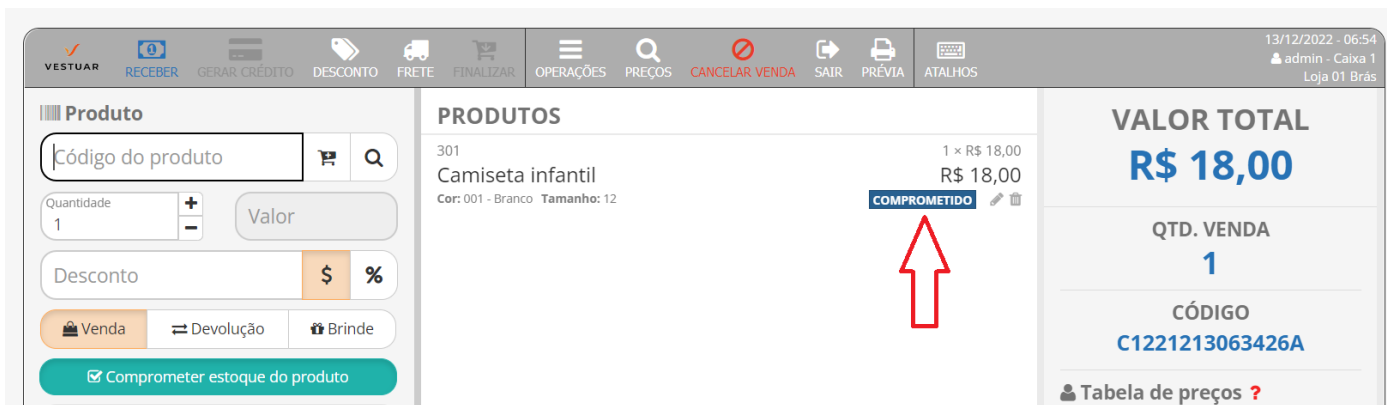 VESTUAR
RECEBER
GERAR CRÉDITO
DESCONTO
FRETE
FINALIZAR
OPERAÇÕES
PREÇOS
CANCELAR VENDA
SAIR
PRÉVIA
ATALHOS
13/12/2022 - 06:54
admin - Caixa 1
Loja 01 Brás
Produto
Código do produto
Quantidade
1
+
−
Valor
Desconto
$ %
Venda
Devolução
Brinde
Comprometer estoque do produto
PRODUTOS
301
1 × R$ 18,00
Camiseta infantil
R$ 18,00
Cor: 001 - Branco Tamanho: 12
COMPROMETIDO
VALOR TOTAL
R$ 18,00
QTD. VENDA
1
CÓDIGO
C1221213063426A
Tabela de preços ?